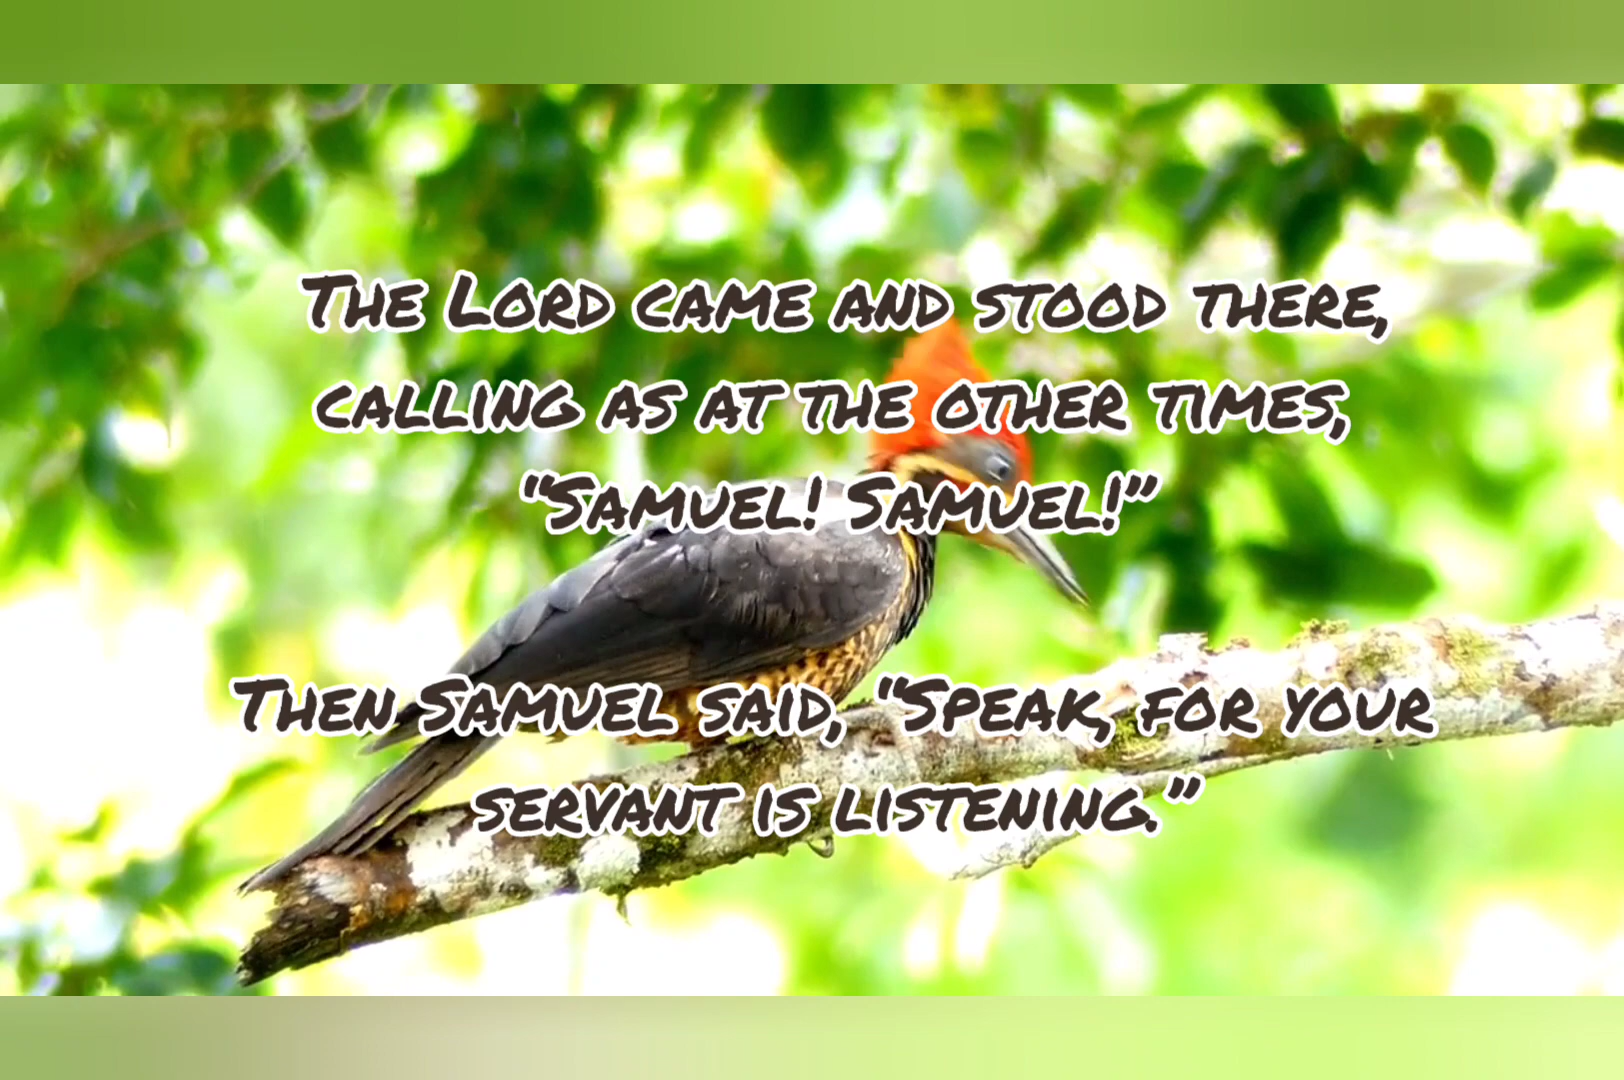 The Lord came and stood there,
calling as at the other times,
“Samuel! Samuel!”
Then Samuel said, “Speak, for your
servant is listening.”